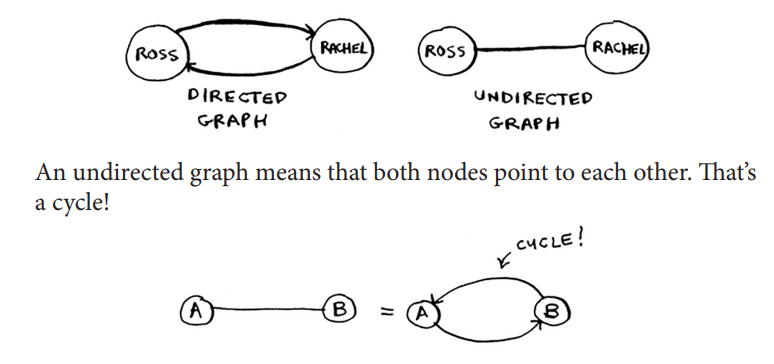 ROSS RACHEL ROSS RACHEL
DIRECTED GRAPH
UNDIRECTED GRAPH
An undirected graph means that both nodes point to each other. That’s
a cycle!
CYCLE!
A B = A B